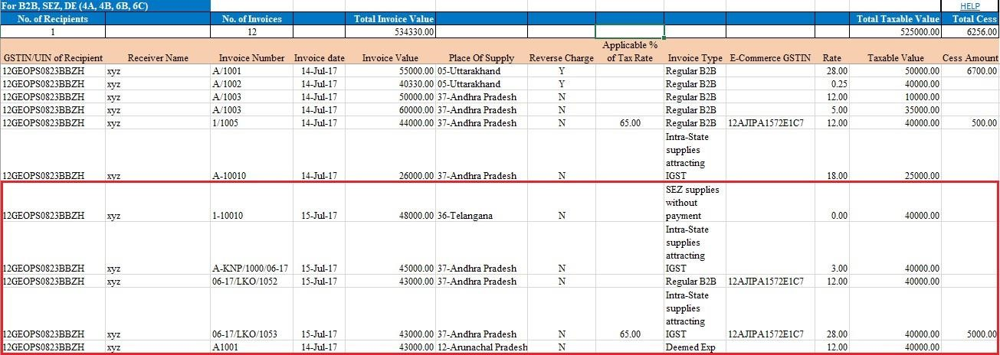 For B2B, SEZ, DE (4A, 4B, 6B, 6C) HELP
No. of Recipients No. of Invoices Total Invoice Value Total Taxable Value Total Cess
1 12 534330.00 525000.00 6256.00
Applicable %
GSTIN/UIN of Recipient Receiver Name Invoice Number Invoice date Invoice Value Place Of Supply Reverse Charge of Tax Rate Invoice Type E-Commerce GSTIN Rate Taxable Value Cess Amount
12GEOPS0823BBZH xyz A/1001 14-Jul-17 55000.00 05-Uttarakhand Y Regular B2B 28.00 50000.00 6700.00
12GEOPS0823BBZH xyz A/1002 14-Jul-17 40330.00 05-Uttarakhand Y Regular B2B 0.25 40000.00
12GEOPS0823BBZH xyz A/1003 14-Jul-17 50000.00 37-Andhra Pradesh N Regular B2B 12.00 10000.00
12GEOPS0823BBZH xyz A/1003 14-Jul-17 60000.00 37-Andhra Pradesh N Regular B2B 5.00 35000.00
12GEOPS0823BBZH xyz 1/1005 14-Jul-17 44000.00 37-Andhra Pradesh N 65.00 Regular B2B 12AJIPA1572E1C7 12.00 40000.00 500.00
Intra-State
supplies
attracting
12GEOPS0823BBZH xyz A-10010 14-Jul-17 26000.00 37-Andhra Pradesh N IGST 18.00 25000.00
SEZ supplies
without
12GEOPS0823BBZH xyz 1-10010 15-Jul-17 48000.00 36-Telangana N payment 0.00 40000.00
Intra-State
supplies
attracting
12GEOPS0823BBZH xyz A-KNP/1000/06-17 15-Jul-17 45000.00 37-Andhra Pradesh N IGST 3.00 40000.00
12GEOPS0823BBZH xyz 06-17/LKO/1052 15-Jul-17 43000.00 37-Andhra Pradesh N Regular B2B 12AJIPA1572E1C7 12.00 40000.00
Intra-State
supplies
attracting
12GEOPS0823BBZH xyz 06-17/LKO/1053 15-Jul-17 43000.00 37-Andhra Pradesh N 65.00 IGST 12AJIPA1572E1C7 28.00 40000.00 5000.00
12GEOPS0823BBZH xyz A1001 14-Jul-17 43000.00 12-Arunachal Pradesh N Deemed Exp 12.00 40000.00